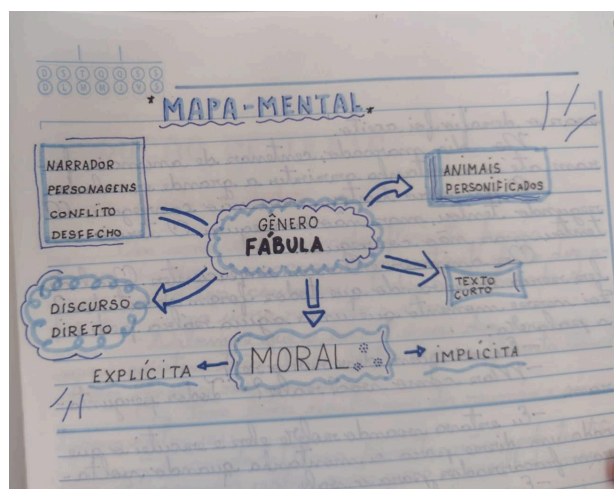 D S T Q Q S S
D L M M J V S
* MAPA-MENTAL *
NARRADOR
PERSONAGENS
CONFLITO
DESFECHO
ANIMAIS
PERSONIFICADOS
GÊNERO
FÁBULA
DISCURSO
DIRETO
TEXTO
CURTO
MORAL
EXPLÍCITA
IMPLÍCITA